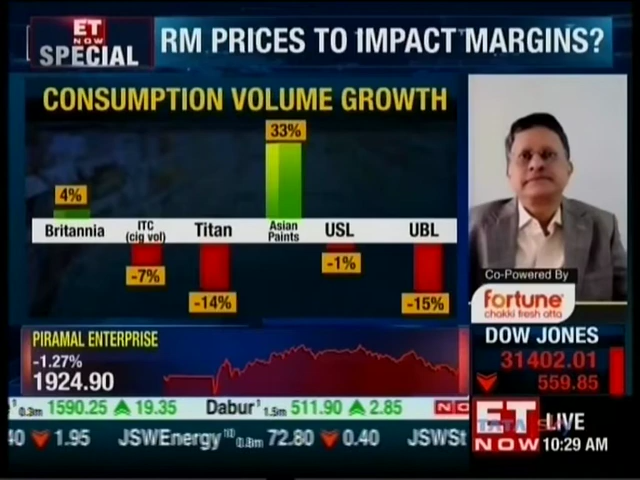 ET
NOW
SPECIAL
RM PRICES TO IMPACT MARGINS?
CONSUMPTION VOLUME GROWTH
33%
4%
Britannia
ITC
(cig vol)
Titan
Asian
Paints
USL
UBL
-7%
-14%
-1%
-15%
Co-Powered By
fortune
chakki fresh atta
PIRAMAL ENTERPRISE
-1.27%
1924.90
DOW JONES
31402.01
559.85
0.3m 1590.25 19.35 Dabur 1.5m 511.90 2.85 NO
40 1.95 JSWEnergy 0.8m 72.80 0.40 JSWSt
ET
NOW
TATA Sky
LIVE
10:29 AM